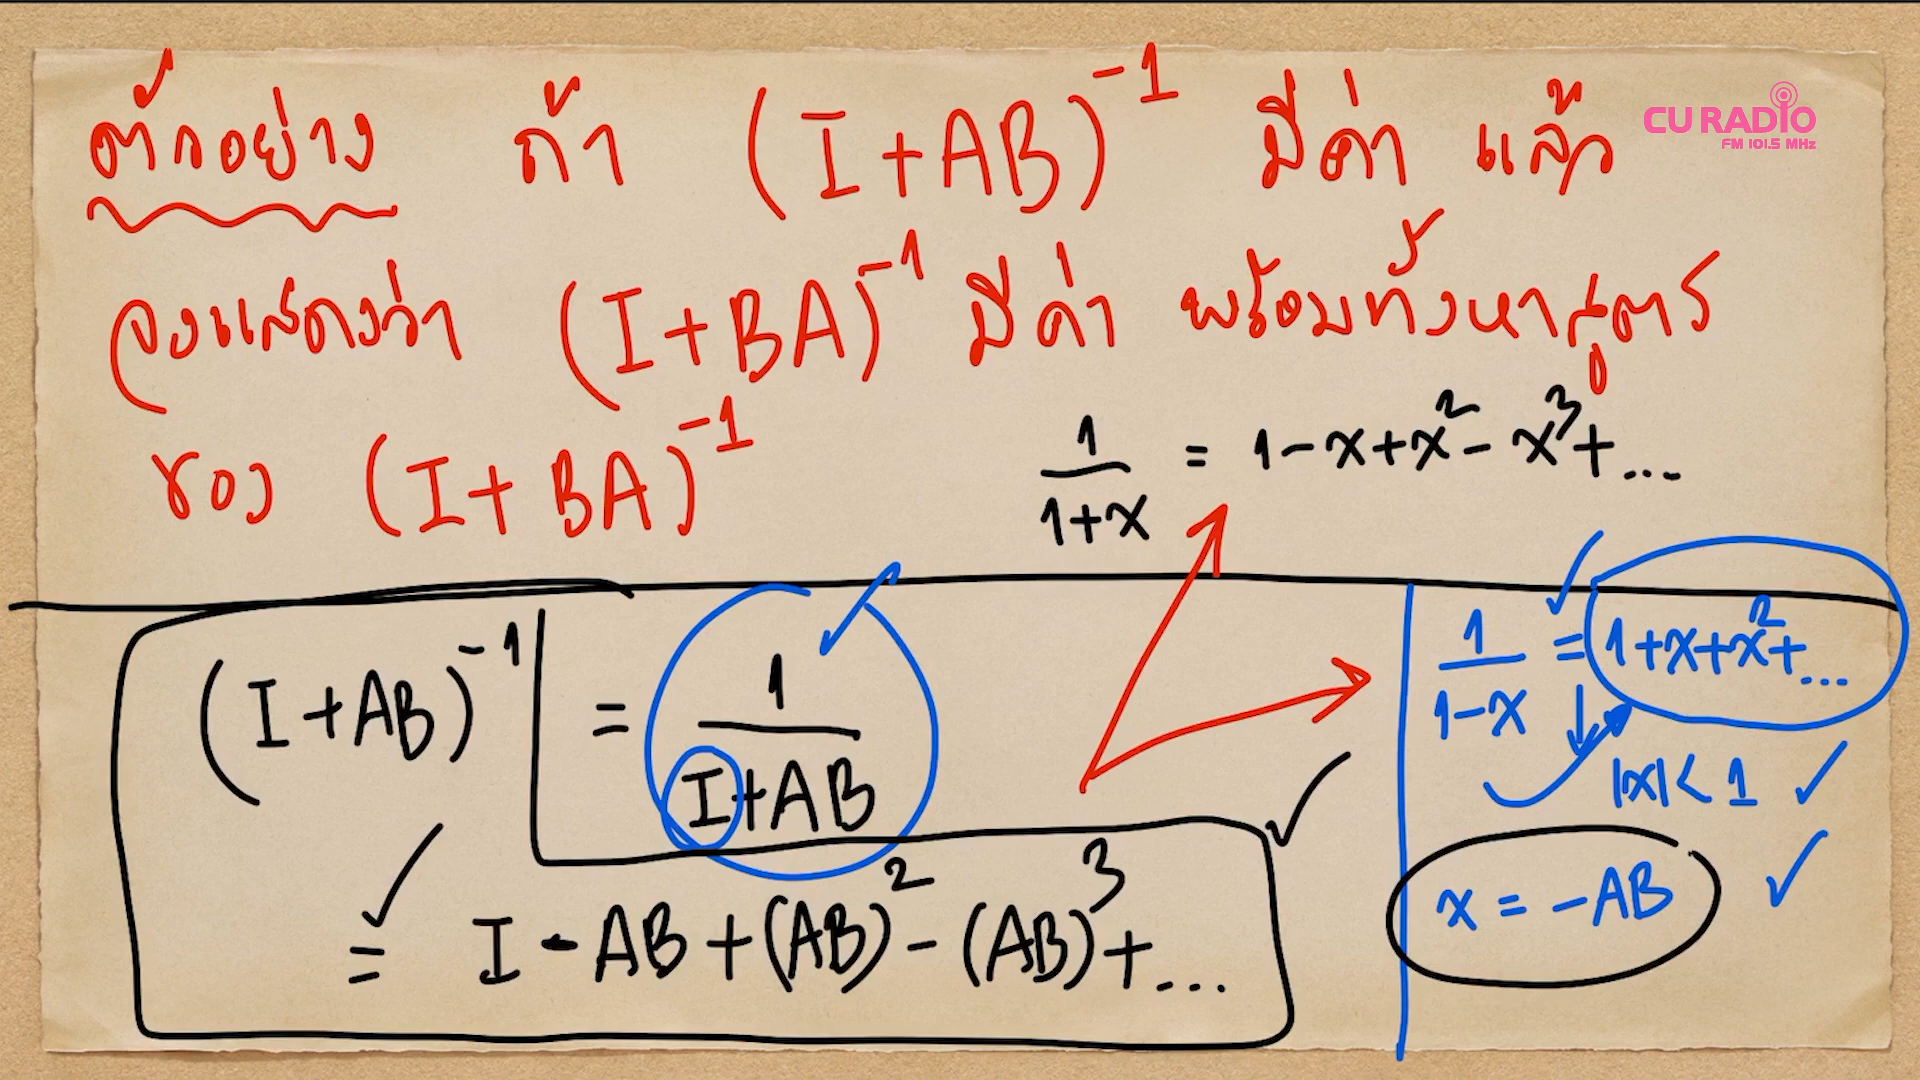 ตัวอย่าง ถ้า (I+AB)⁻¹ มีค่า แล้ว
CU RADIO
FM 101.5 MHz
จงแสดงว่า (I+BA)⁻¹ มีค่า พร้อมทั้งหาสูตร
ของ (I+BA)⁻¹
1/(1+x) = 1-x+x²-x³+...
(I+AB)⁻¹ = 1/(I+AB)
= I-AB+(AB)²-(AB)³+...
1/(1-x) = 1+x+x²+...
|x|<1
x = -AB